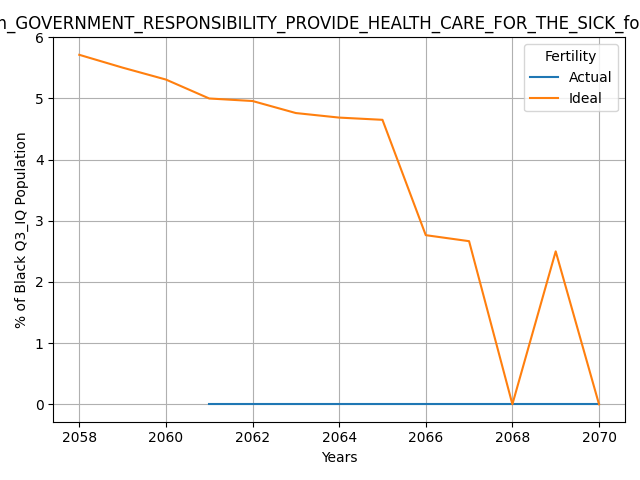 n_GOVERNMENT_RESPONSIBILITY_PROVIDE_HEALTH_CARE_FOR_THE_SICK_fo
6
5
4
3
2
1
0
% of Black Q3_IQ Population
Fertility
Actual
Ideal
2058 2060 2062 2064 2066 2068 2070
Years